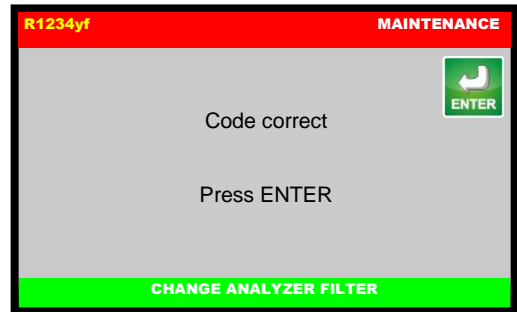 R1234yf MAINTENANCE
ENTER
Code correct
Press ENTER
CHANGE ANALYZER FILTER